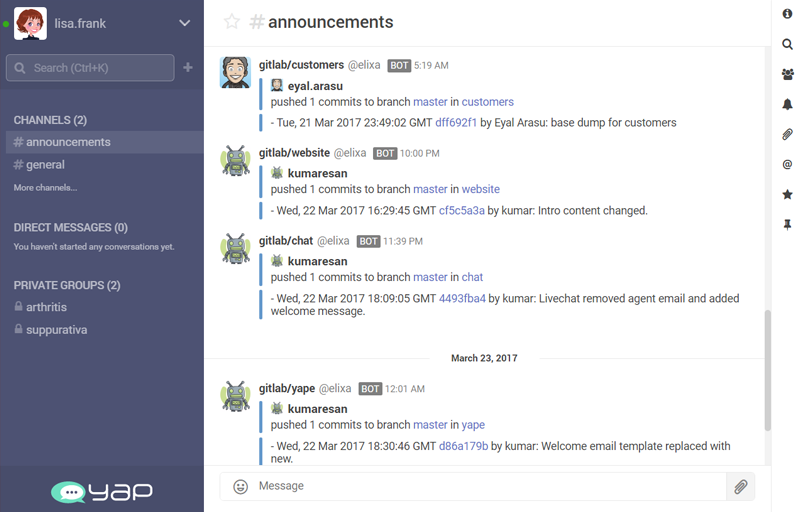 lisa.frank
Search (Ctrl+K)
CHANNELS (2)
# announcements
# general
More channels...
DIRECT MESSAGES (0)
You haven't started any conversations yet.
PRIVATE GROUPS (2)
arthritis
suppurativa
yap
#announcements
gitlab/customers @elixa BOT 5:19 AM
eyal.arasu
pushed 1 commits to branch master in customers
- Tue, 21 Mar 2017 23:49:02 GMT dff692f1 by Eyal Arasu: base dump for customers
gitlab/website @elixa BOT 10:00 PM
kumaresan
pushed 1 commits to branch master in website
- Wed, 22 Mar 2017 16:29:45 GMT cf5c5a3a by kumar: Intro content changed.
gitlab/chat @elixa BOT 11:39 PM
kumaresan
pushed 1 commits to branch master in chat
- Wed, 22 Mar 2017 18:09:05 GMT 4493fba4 by kumar: Livechat removed agent email and added
welcome message.
March 23, 2017
gitlab/yape @elixa BOT 12:01 AM
kumaresan
pushed 1 commits to branch master in yape
- Wed, 22 Mar 2017 18:30:46 GMT d86a179b by kumar: Welcome email template replaced with
new.
Message